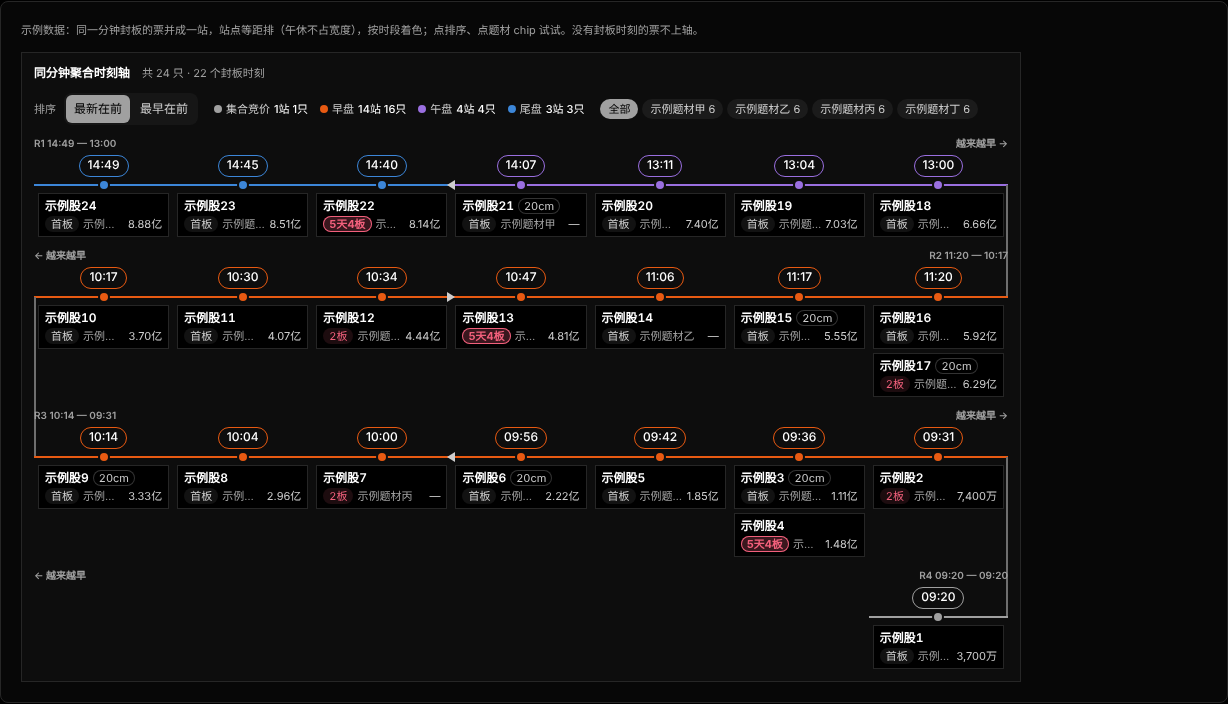 示例数据：同一分钟封板的票并成一站，站点等距排（午休不占宽度），按时段着色；点排序、点题材 chip 试试。没有封板时刻的票不上轴。
同分钟聚合时刻轴 共 24 只 · 22 个封板时刻
排序 最新在前 最早在前 集合竞价 1站 1只 早盘 14站 16只 午盘 4站 4只 尾盘 3站 3只 全部 示例题材甲 6 示例题材乙 6 示例题材丙 6 示例题材丁 6
R1 14:49 — 13:00 越来越早 →
14:49 14:45 14:40 14:07 13:11 13:04 13:00
示例股24 示例股23 示例股22 示例股21 20cm 示例股20 示例股19 示例股18
首板 示例… 8.88亿 首板 示例题… 8.51亿 5天4板 示… 8.14亿 首板 示例题材甲 — 首板 示例… 7.40亿 首板 示例题… 7.03亿 首板 示例… 6.66亿
← 越来越早 R2 11:20 — 10:17
10:17 10:30 10:34 10:47 11:06 11:17 11:20
示例股10 示例股11 示例股12 示例股13 示例股14 示例股15 20cm 示例股16
首板 示例… 3.70亿 首板 示例… 4.07亿 2板 示例题… 4.44亿 5天4板 示… 4.81亿 首板 示例题材乙 — 首板 示例… 5.55亿 首板 示例… 5.92亿
示例股17 20cm
2板 示例题… 6.29亿
R3 10:14 — 09:31 越来越早 →
10:14 10:04 10:00 09:56 09:42 09:36 09:31
示例股9 20cm 示例股8 示例股7 示例股6 20cm 示例股5 示例股3 20cm 示例股2
首板 示例… 3.33亿 首板 示例… 2.96亿 2板 示例题材丙 — 首板 示例… 2.22亿 首板 示例题… 1.85亿 首板 示例题… 1.11亿 2板 示例… 7,400万
示例股4
5天4板 示… 1.48亿
← 越来越早 R4 09:20 — 09:20
09:20
示例股1
首板 示例… 3,700万